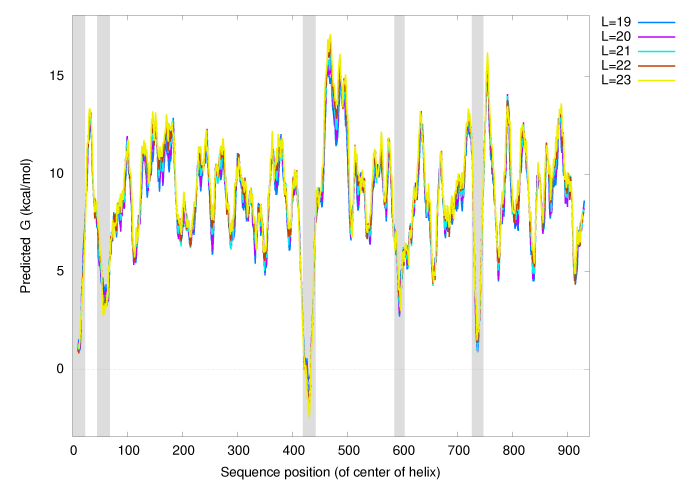 L=19
L=20
L=21
L=22
L=23
15
10
5
0
Predicted G (kcal/mol)
0 100 200 300 400 500 600 700 800 900
Sequence position (of center of helix)